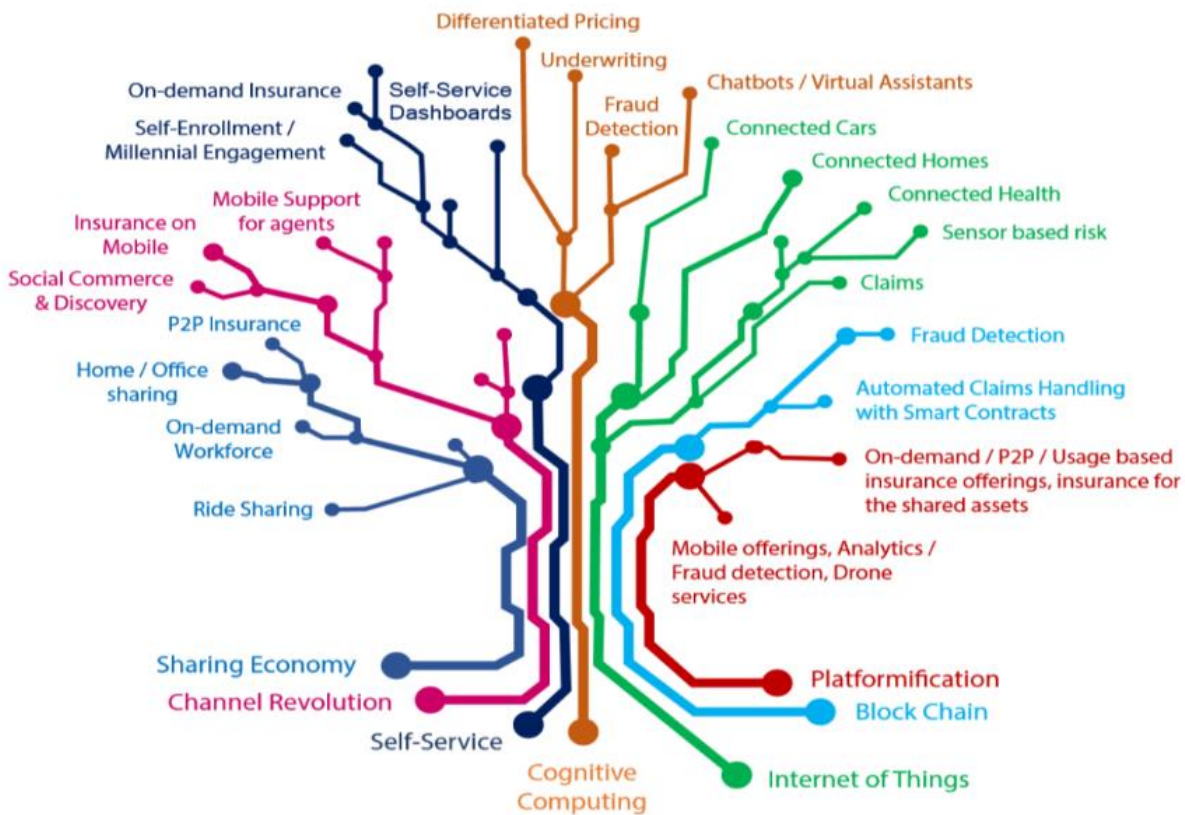 Differentiated Pricing
Underwriting
Chatbots / Virtual Assistants
On-demand Insurance
Self-Service
Dashboards
Fraud
Detection
Self-Enrollment /
Millennial Engagement
Connected Cars
Connected Homes
Mobile Support
for agents
Connected Health
Insurance on
Mobile
Sensor based risk
Social Commerce
& Discovery
Claims
P2P Insurance
Fraud Detection
Home / Office
sharing
Automated Claims Handling
with Smart Contracts
On-demand
Workforce
On-demand / P2P / Usage based
insurance offerings, insurance for
the shared assets
Ride Sharing
Mobile offerings, Analytics /
Fraud detection, Drone
services
Sharing Economy
Platformification
Channel Revolution
Block Chain
Self-Service
Cognitive
Computing
Internet of Things